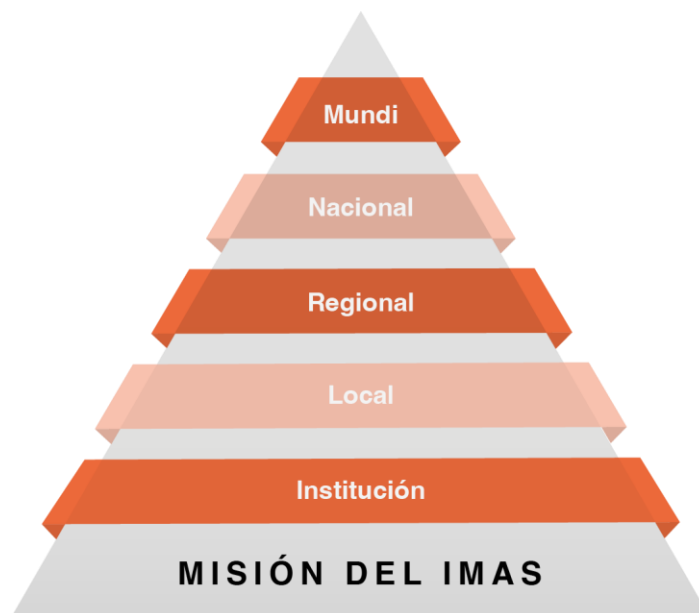 Mundi
Nacional
Regional
Local
Institución
MISIÓN DEL IMAS